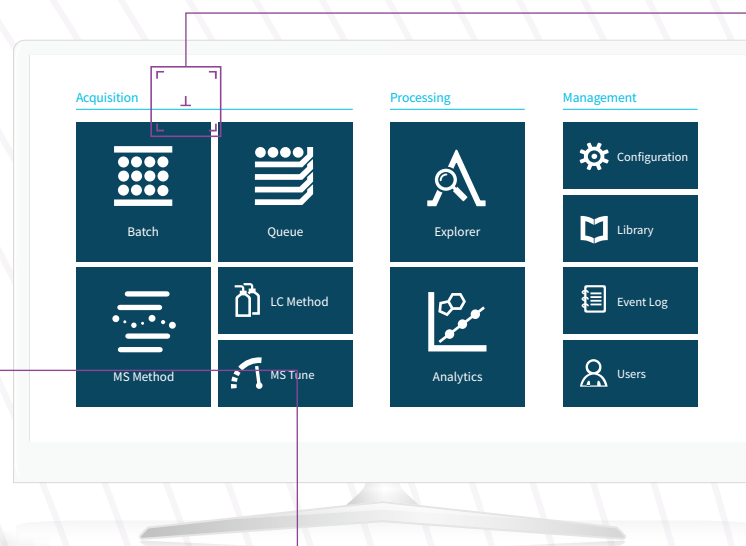 Acquisition
Processing
Management
Batch
Queue
Explorer
Configuration
Library
LC Method
Event Log
MS Method
MS Tune
Analytics
Users